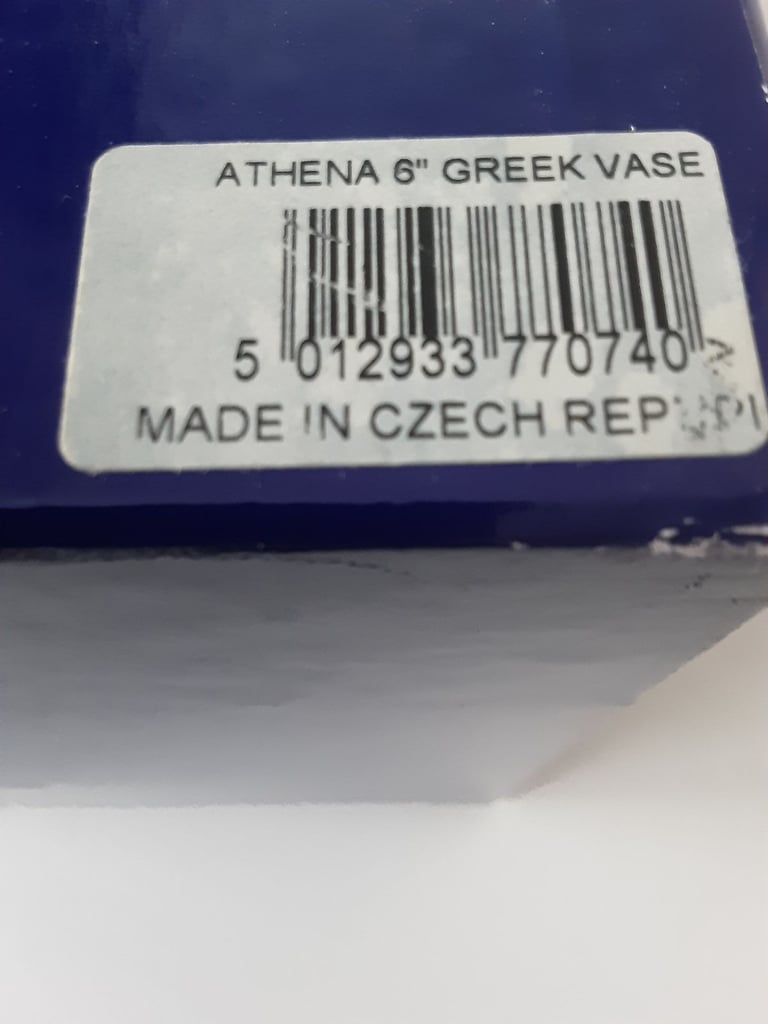 ATHENA 6" GREEK VASE
5 012933 770740
MADE IN CZECH